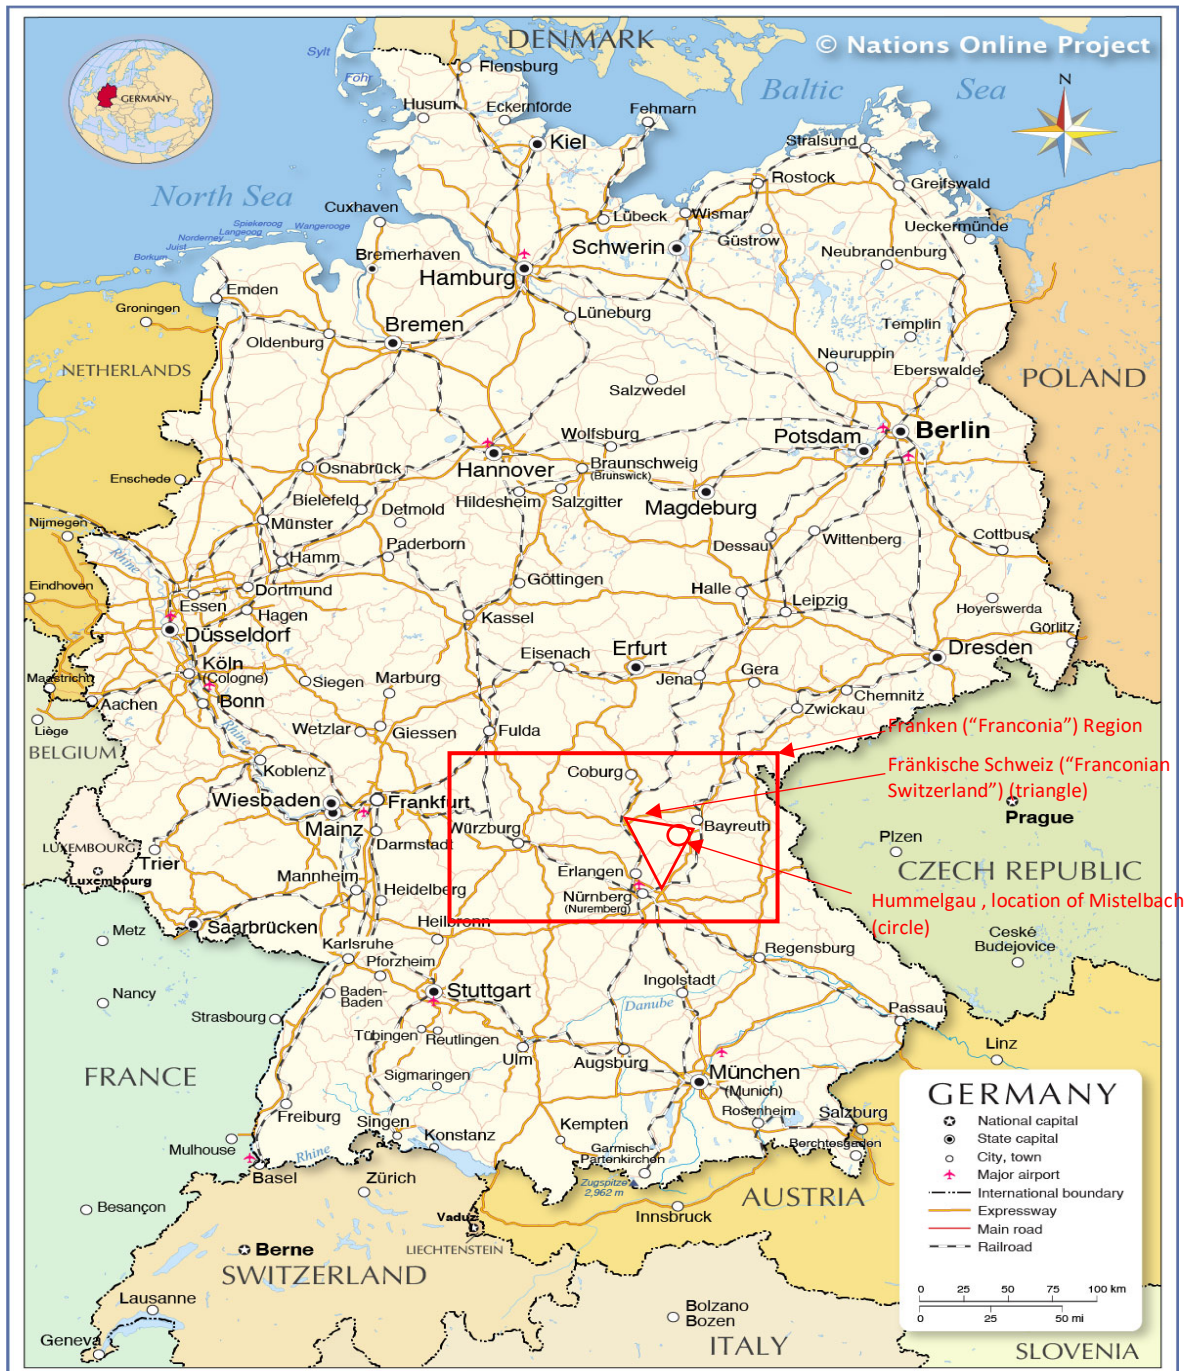 DENMARK
© Nations Online Project
Sylt
Flensburg
Föhr
GERMANY
Husum
Eckernförde
Fehmarn
Baltic Sea
N
Kiel
Stralsund
Rostock
Greifswald
North Sea
Cuxhaven
Lübeck
Wismar
Ueckermünde
Spiekeroog
Wangerooge
Langeoog
Norderney
Juist
Borkum
Schwerin
Güstrow
Neubrandenburg
Bremerhaven
Hamburg
Emden
Groningen
Lüneburg
Bremen
Templin
Oldenburg
Neuruppin
NETHERLANDS
Salzwedel
Eberswalde
POLAND
Berlin
Potsdam
Wolfsburg
Hannover
Braunschweig
(Brunswick)
Osnabrück
Enschede
Hildesheim
Salzgitter
Magdeburg
Bielefeld
Detmold
Nijmegen
Münster
Rhine
Hamm
Paderborn
Dessau
Wittenberg
Cottbus
Eindhoven
Göttingen
Dortmund
Essen
Halle
Leipzig
Hoyerswerda
Hagen
Kassel
Görlitz
Düsseldorf
Eisenach
Erfurt
Dresden
Köln
(Cologne)
Maastricht
Siegen
Marburg
Jena
Gera
Chemnitz
Aachen
Bonn
Zwickau
Liège
Wetzlar
Giessen
Fulda
Franken (“Franconia”) Region
BELGIUM
Rhine
Koblenz
Coburg
Fränkische Schweiz (“Franconian
Switzerland”) (triangle)
Wiesbaden
Frankfurt
Prague
Mainz
Würzburg
Bayreuth
Darmstadt
Plzen
LUXEMBOURG
Trier
Luxembourg
Mannheim
Erlangen
CZECH REPUBLIC
Heidelberg
Nürnberg
(Nuremberg)
Hummelgau , location of Mistelbach
(circle)
Saarbrücken
Heilbronn
Metz
Karlsruhe
Regensburg
Ceské
Budejovice
Pforzheim
Ingolstadt
Nancy
Baden-
Baden
Stuttgart
Danube
Passau
Strasbourg
Tübingen
Reutlingen
Linz
Ulm
Augsburg
FRANCE
Sigmaringen
München
(Munich)
Freiburg
Singen
Kempten
Rosenheim
Salzburg
Mulhouse
Konstanz
Rhine
Garmisch-
Partenkirchen
Berchtesgaden
Basel
Zürich
Zugspitze
2,962 m
AUSTRIA
Besançon
Vaduz
Innsbruck
Berne
LIECHTENSTEIN
SWITZERLAND
Lausanne
Bolzano
Bozen
Geneva
ITALY
SLOVENIA
GERMANY
National capital
State capital
City, town
Major airport
International boundary
Expressway
Main road
Railroad
0 25 50 75 100 km
0 25 50 mi